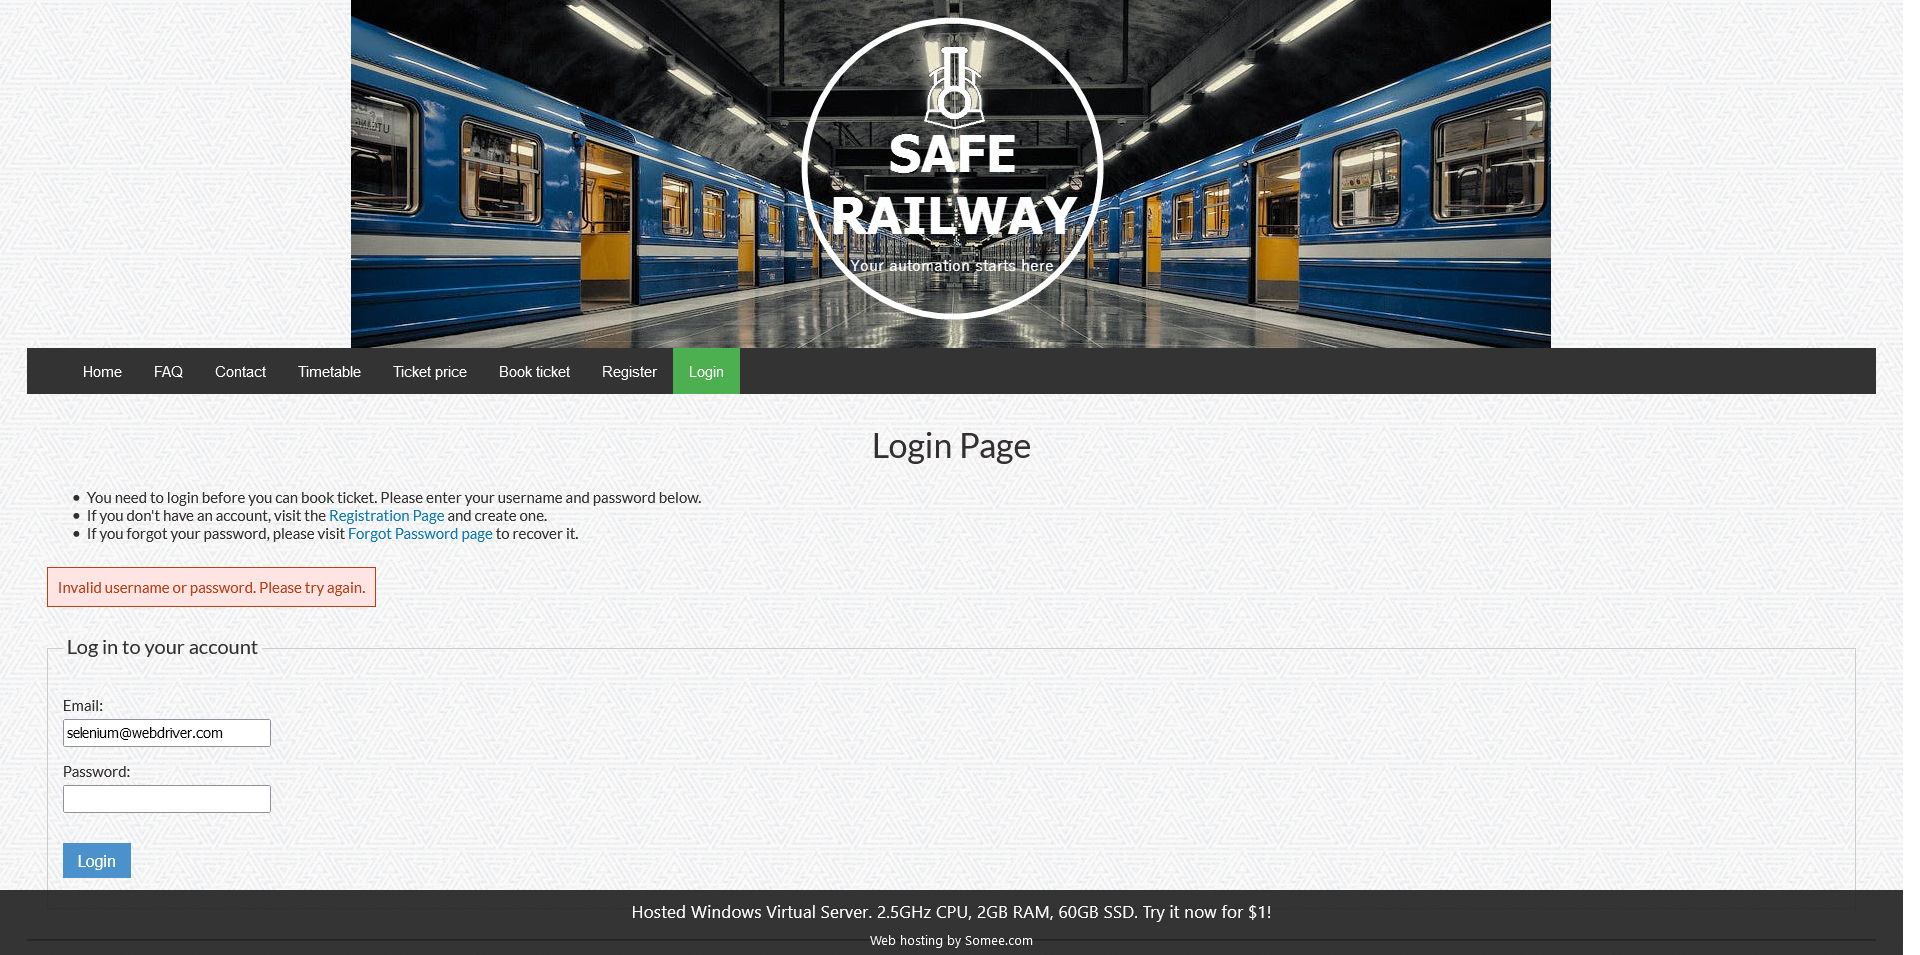 SAFE
RAILWAY
Your automation starts here
Home FAQ Contact Timetable Ticket price Book ticket Register Login
Login Page
• You need to login before you can book ticket. Please enter your username and password below.
• If you don't have an account, visit the Registration Page and create one.
• If you forgot your password, please visit Forgot Password page to recover it.
Invalid username or password. Please try again.
Log in to your account
Email:
selenium@webdriver.com
Password:
Login
Hosted Windows Virtual Server. 2.5GHz CPU, 2GB RAM, 60GB SSD. Try it now for $1!
Web hosting by Somee.com